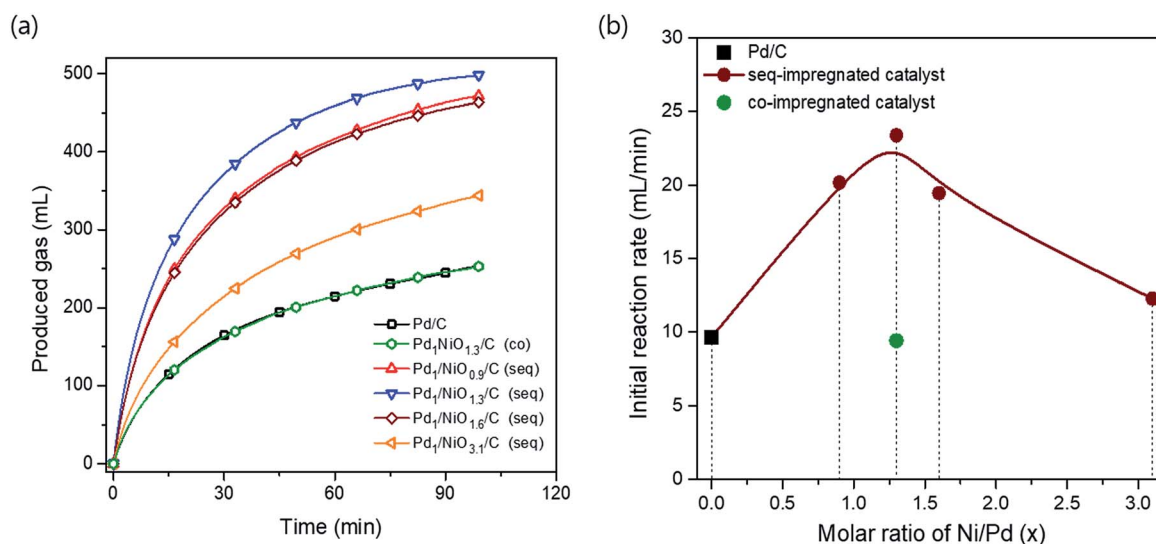 (a)
Produced gas (mL)
500
400
300
200
100
0
0
30
60
90
120
Time (min)
Pd/C
Pd₁NiO₁.₃/C (co)
Pd₁/NiO₀.₉/C (seq)
Pd₁/NiO₁.₃/C (seq)
Pd₁/NiO₁.₆/C (seq)
Pd₁/NiO₃.₁/C (seq)
(b)
Initial reaction rate (mL/min)
30
25
20
15
10
5
0
0.0
0.5
1.0
1.5
2.0
2.5
3.0
Molar ratio of Ni/Pd (x)
Pd/C
seq-impregnated catalyst
co-impregnated catalyst